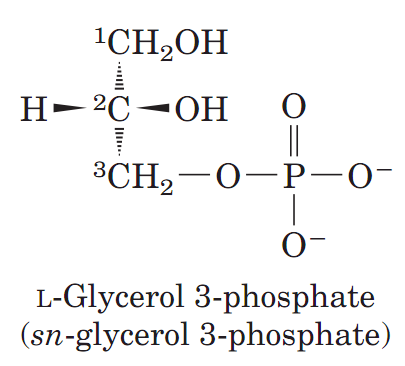 ¹CH₂OH
H ²C OH O
³CH₂—O—P—O⁻
O⁻
L-Glycerol 3-phosphate
(sn-glycerol 3-phosphate)